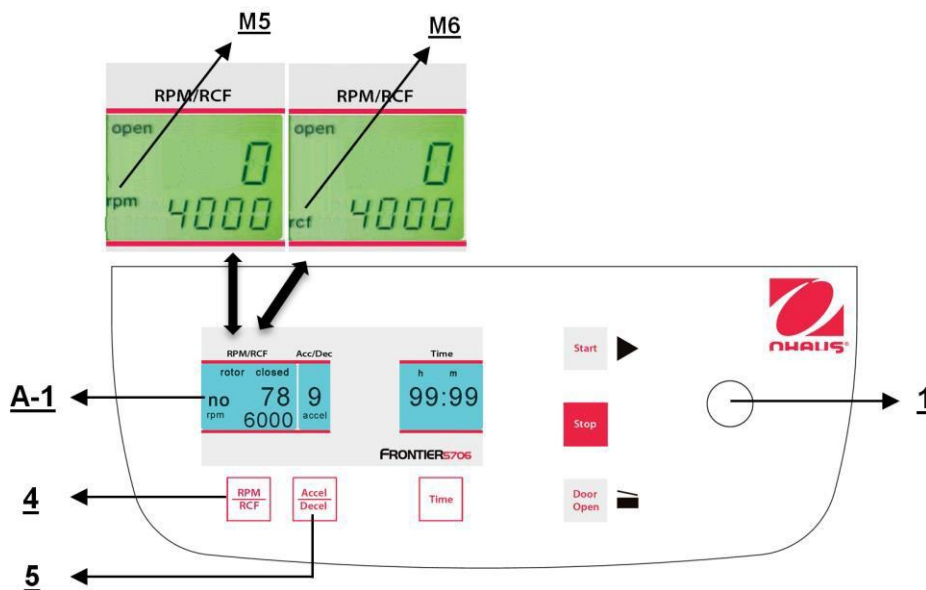 M5
M6
RPM/RCF
open
0
rpm 4000
RPM/RCF
open
0
rcf 4000
OHAUS®
RPM/RCF Acc/Dec
rotor closed
no 78 9
rpm 6000 accel
Time
h m
99:99
FRONTIER5706
Start
Stop
Door
Open
A-1
1
4
RPM
RCF
Accel
Decel
Time
5